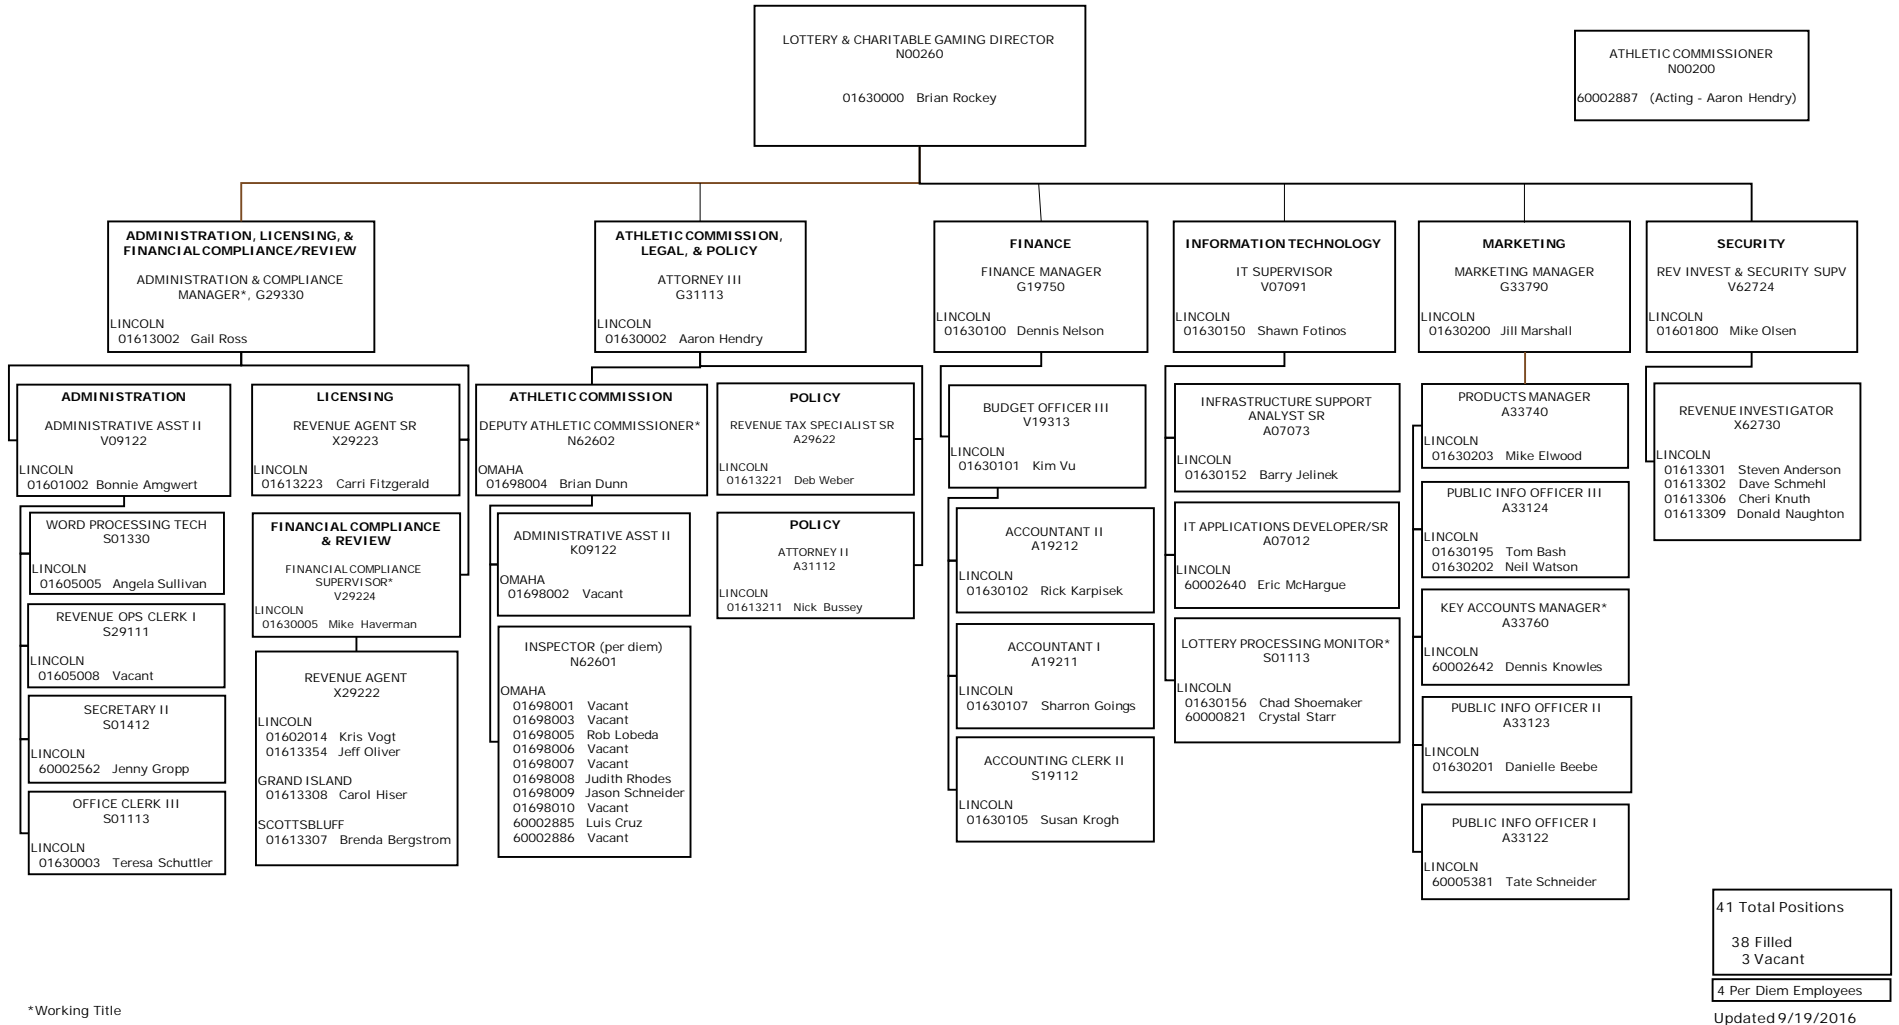 LOTTERY & CHARITABLE GAMING DIRECTOR
N00260
01630000 Brian Rockey
ATHLETIC COMMISSIONER
N00200
60002887 (Acting - Aaron Hendry)
ADMINISTRATION, LICENSING, &
FINANCIAL COMPLIANCE/REVIEW
ADMINISTRATION & COMPLIANCE
MANAGER*, G29330
LINCOLN
01613002 Gail Ross
ATHLETIC COMMISSION,
LEGAL, & POLICY
ATTORNEY III
G31113
LINCOLN
01630002 Aaron Hendry
FINANCE
FINANCE MANAGER
G19750
LINCOLN
01630100 Dennis Nelson
INFORMATION TECHNOLOGY
IT SUPERVISOR
V07091
LINCOLN
01630150 Shawn Fotinos
MARKETING
MARKETING MANAGER
G33790
LINCOLN
01630200 Jill Marshall
SECURITY
REV INVEST & SECURITY SUPV
V62724
LINCOLN
01601800 Mike Olsen
ADMINISTRATION
ADMINISTRATIVE ASST II
V09122
LINCOLN
01601002 Bonnie Amgwert
WORD PROCESSING TECH
S01330
LINCOLN
01605005 Angela Sullivan
REVENUE OPS CLERK I
S29111
LINCOLN
01605008 Vacant
SECRETARY II
S01412
LINCOLN
60002562 Jenny Gropp
OFFICE CLERK III
S01113
LINCOLN
01630003 Teresa Schuttler
LICENSING
REVENUE AGENT SR
X29223
LINCOLN
01613223 Carri Fitzgerald
FINANCIAL COMPLIANCE
& REVIEW
FINANCIAL COMPLIANCE
SUPERVISOR*
V29224
LINCOLN
01630005 Mike Haverman
REVENUE AGENT
X29222
LINCOLN
01602014 Kris Vogt
01613354 Jeff Oliver
GRAND ISLAND
01613308 Carol Hiser
SCOTTSBLUFF
01613307 Brenda Bergstrom
ATHLETIC COMMISSION
DEPUTY ATHLETIC COMMISSIONER*
N62602
OMAHA
01698004 Brian Dunn
ADMINISTRATIVE ASST II
K09122
OMAHA
01698002 Vacant
INSPECTOR (per diem)
N62601
OMAHA
01698001 Vacant
01698003 Vacant
01698005 Rob Lobeda
01698006 Vacant
01698007 Vacant
01698008 Judith Rhodes
01698009 Jason Schneider
01698010 Vacant
60002885 Luis Cruz
60002886 Vacant
POLICY
REVENUE TAX SPECIALIST SR
A29622
LINCOLN
01613221 Deb Weber
POLICY
ATTORNEY II
A31112
LINCOLN
01613211 Nick Bussey
BUDGET OFFICER III
V19313
LINCOLN
01630101 Kim Vu
ACCOUNTANT II
A19212
LINCOLN
01630102 Rick Karpisek
ACCOUNTANT I
A19211
LINCOLN
01630107 Sharron Goings
ACCOUNTING CLERK II
S19112
LINCOLN
01630105 Susan Krogh
INFRASTRUCTURE SUPPORT
ANALYST SR
A07073
LINCOLN
01630152 Barry Jelinek
IT APPLICATIONS DEVELOPER/SR
A07012
LINCOLN
60002640 Eric McHargue
LOTTERY PROCESSING MONITOR*
S01113
LINCOLN
01630156 Chad Shoemaker
60000821 Crystal Starr
PRODUCTS MANAGER
A33740
LINCOLN
01630203 Mike Elwood
PUBLIC INFO OFFICER III
A33124
LINCOLN
01630195 Tom Bash
01630202 Neil Watson
KEY ACCOUNTS MANAGER*
A33760
LINCOLN
60002642 Dennis Knowles
PUBLIC INFO OFFICER II
A33123
LINCOLN
01630201 Danielle Beebe
PUBLIC INFO OFFICER I
A33122
LINCOLN
60005381 Tate Schneider
REVENUE INVESTIGATOR
X62730
LINCOLN
01613301 Steven Anderson
01613302 Dave Schmehl
01613306 Cheri Knuth
01613309 Donald Naughton
41 Total Positions
38 Filled
3 Vacant
4 Per Diem Employees
*Working Title
Updated 9/19/2016